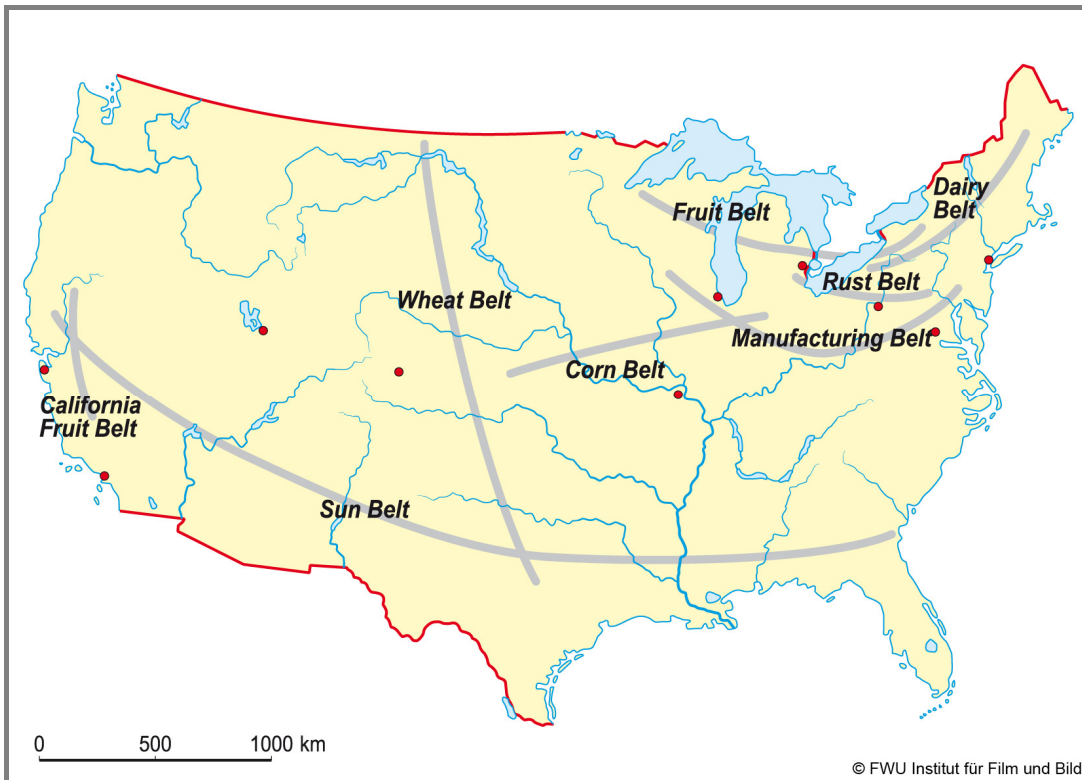 Dairy
Belt
Fruit Belt
Rust Belt
Wheat Belt
Manufacturing Belt
Corn Belt
California
Fruit Belt
Sun Belt
0 500 1000 km
© FWU Institut für Film und Bild